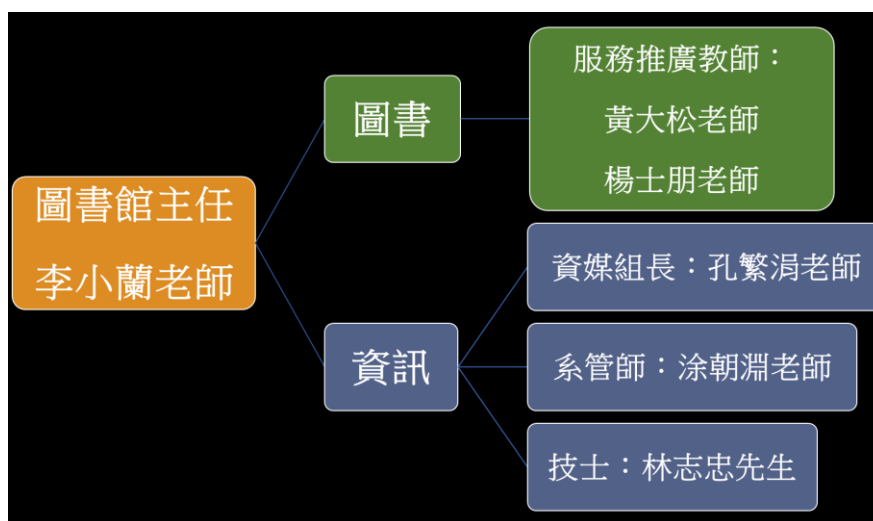 圖書館主任
李小蘭老師
圖書
服務推廣教師：
黃大松老師
楊士朋老師
資訊
資媒組長：孔繁涓老師
系管師：涂朝淵老師
技士：林志忠先生